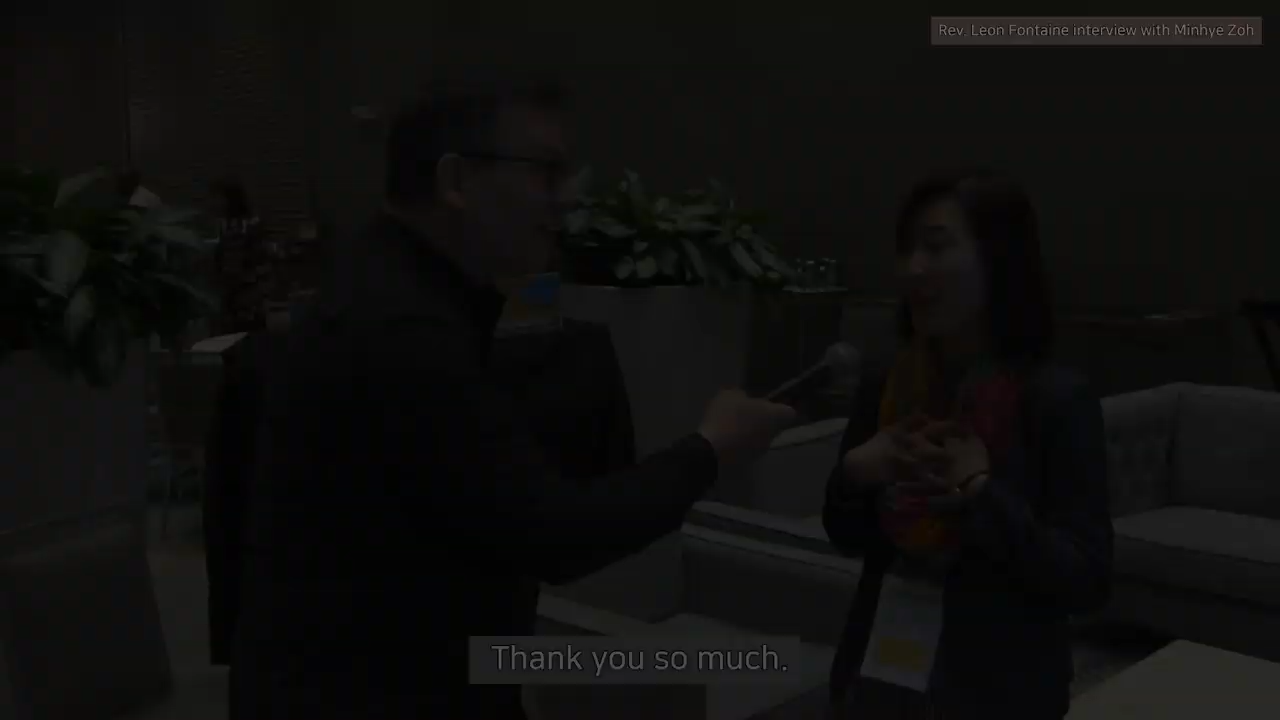 Rev. Leon Fontaine interview with Minhye Zoh
Thank you so much.